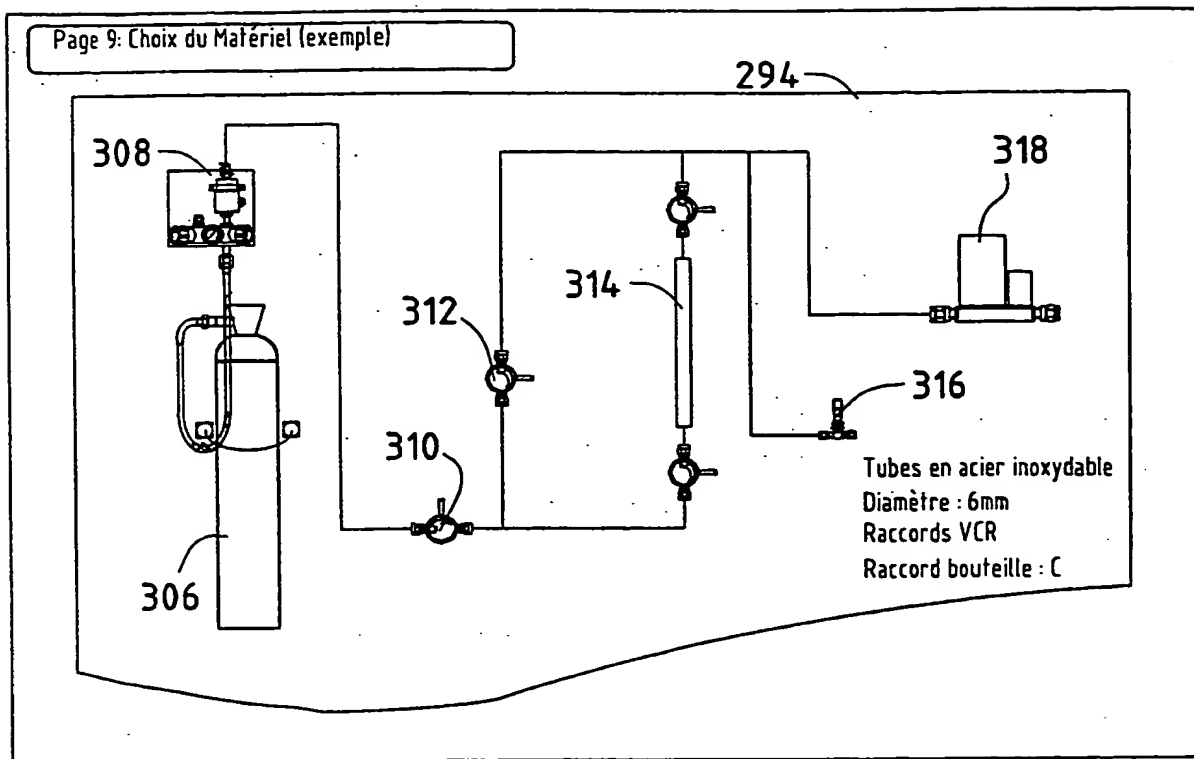 Page 9: Choix du Matériel (exemple)
294
308
318
314
312
316
310
306
Tubes en acier inoxydable
Diamètre : 6mm
Raccords VCR
Raccord bouteille : C